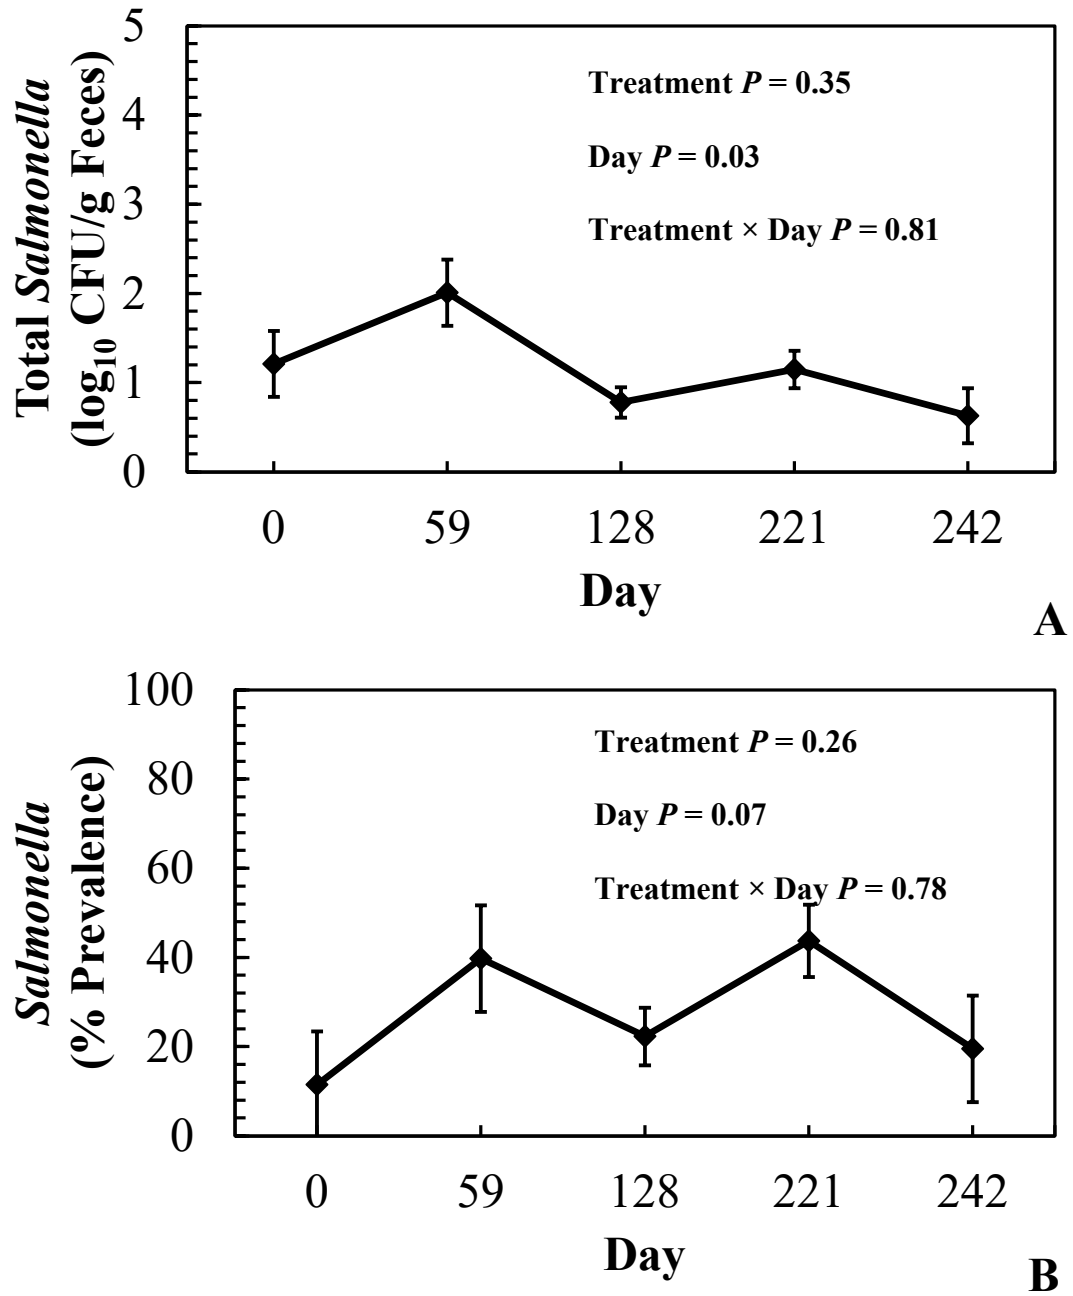 5
4
3
2
1
0
Total Salmonella
(log₁₀ CFU/g Feces)
Treatment P = 0.35
Day P = 0.03
Treatment × Day P = 0.81
0 59 128 221 242
Day
A
100
80
60
40
20
0
Salmonella
(% Prevalence)
Treatment P = 0.26
Day P = 0.07
Treatment × Day P = 0.78
0 59 128 221 242
Day
B